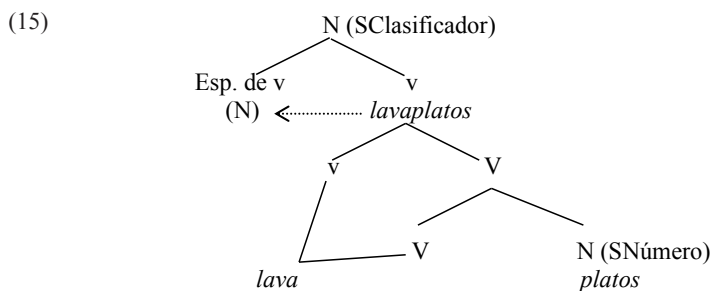 (15) N (SClasificador)
Esp. de v v
(N) lavaplatos
v V
V N (SNúmero)
lava platos